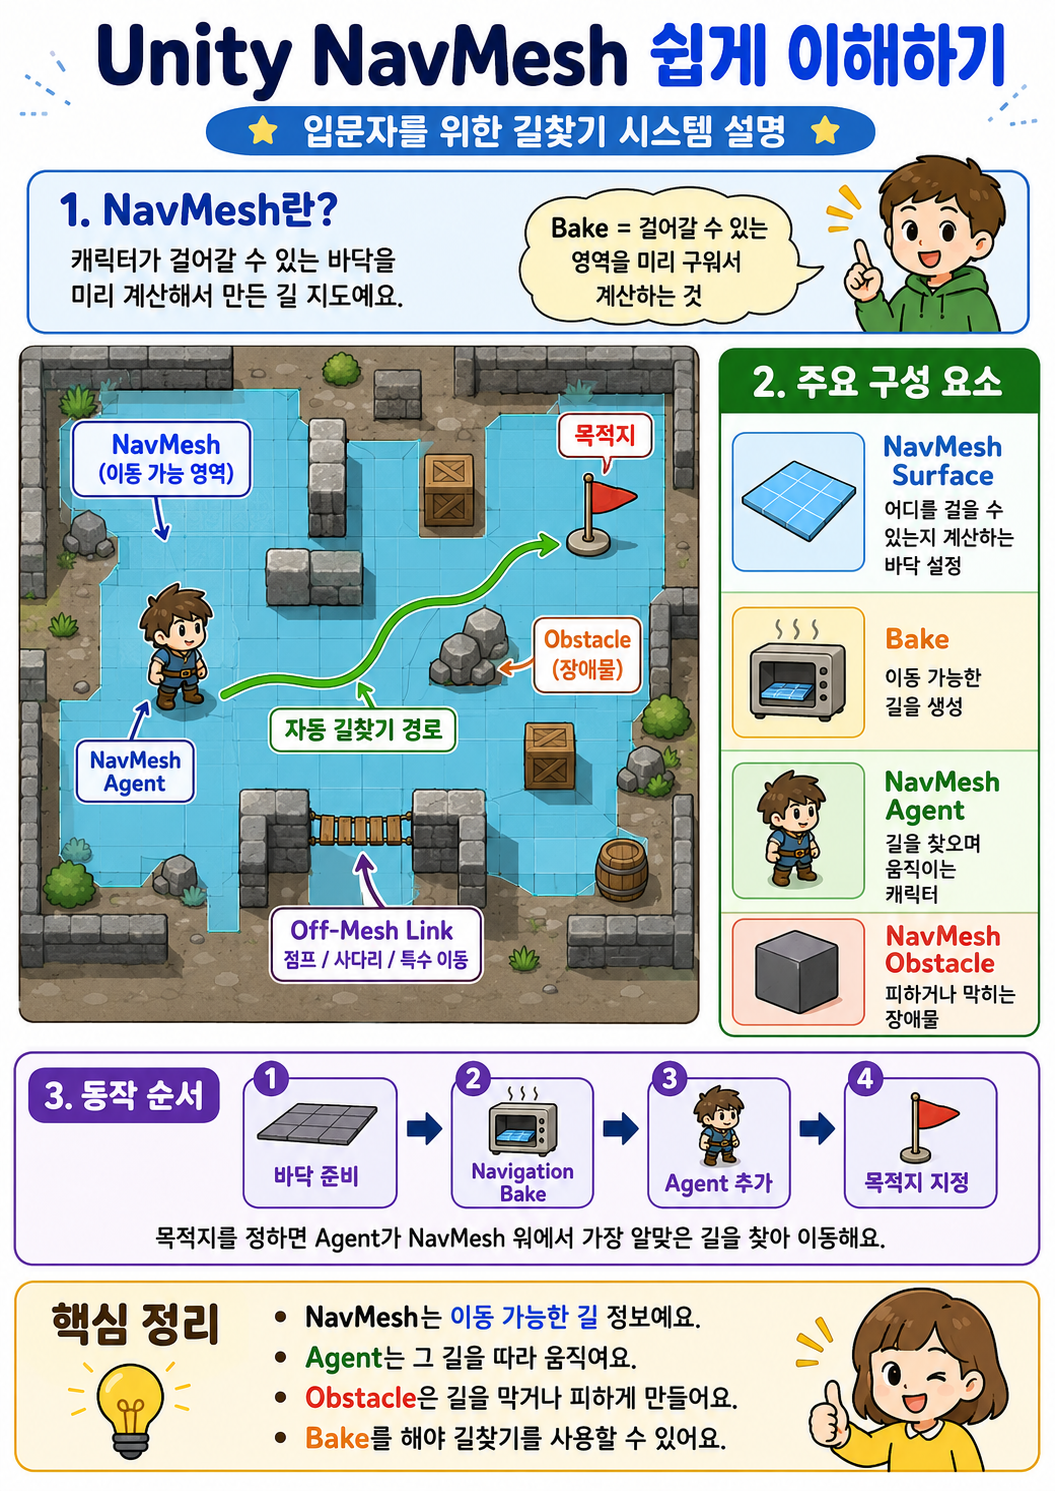 Unity NavMesh 쉽게 이해하기
입문자를 위한 길찾기 시스템 설명
1. NavMesh란?
캐릭터가 걸어갈 수 있는 바닥을
미리 계산해서 만든 길 지도예요.
Bake = 걸어갈 수 있는
영역을 미리 구워서
계산하는 것
NavMesh
(이동 가능 영역)
목적지
Obstacle
(장애물)
자동 길찾기 경로
NavMesh
Agent
Off-Mesh Link
점프 / 사다리 / 특수 이동
2. 주요 구성 요소
NavMesh
Surface
어디를 걸을 수
있는지 계산하는
바닥 설정
Bake
이동 가능한
길을 생성
NavMesh
Agent
길을 찾으며
움직이는
캐릭터
NavMesh
Obstacle
피하거나 막히는
장애물
3. 동작 순서
1
바닥 준비
2
Navigation
Bake
3
Agent 추가
4
목적지 지정
목적지를 정하면 Agent가 NavMesh 워에서 가장 알맞은 길을 찾아 이동해요.
핵심 정리
• NavMesh는 이동 가능한 길 정보예요.
• Agent는 그 길을 따라 움직여요.
• Obstacle은 길을 막거나 피하게 만들어요.
• Bake를 해야 길찾기를 사용할 수 있어요.